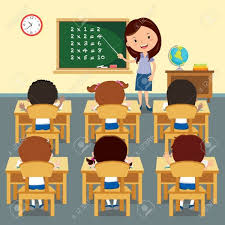 2 x 1 = 2
2 x 2 = 4
2 x 3 = 6
2 x 4 = 8
2 x 5 = 10